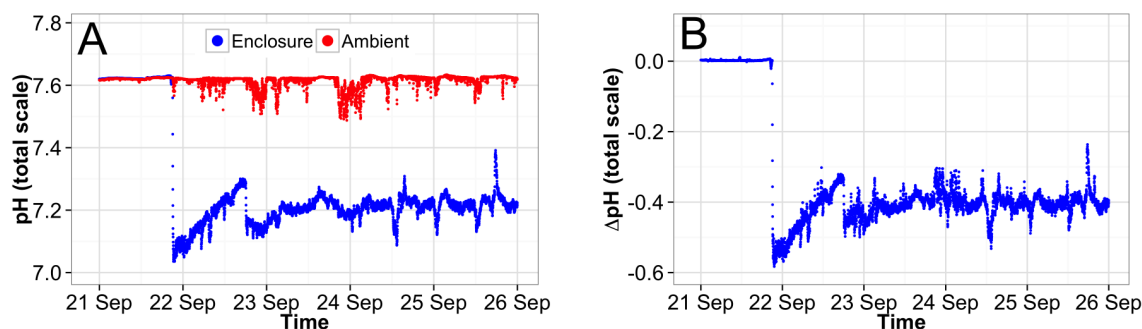 A
Enclosure Ambient
pH (total scale)
7.8
7.6
7.4
7.2
7.0
21 Sep 22 Sep 23 Sep 24 Sep 25 Sep 26 Sep
Time
B
ΔpH (total scale)
0.0
-0.2
-0.4
-0.6
21 Sep 22 Sep 23 Sep 24 Sep 25 Sep 26 Sep
Time